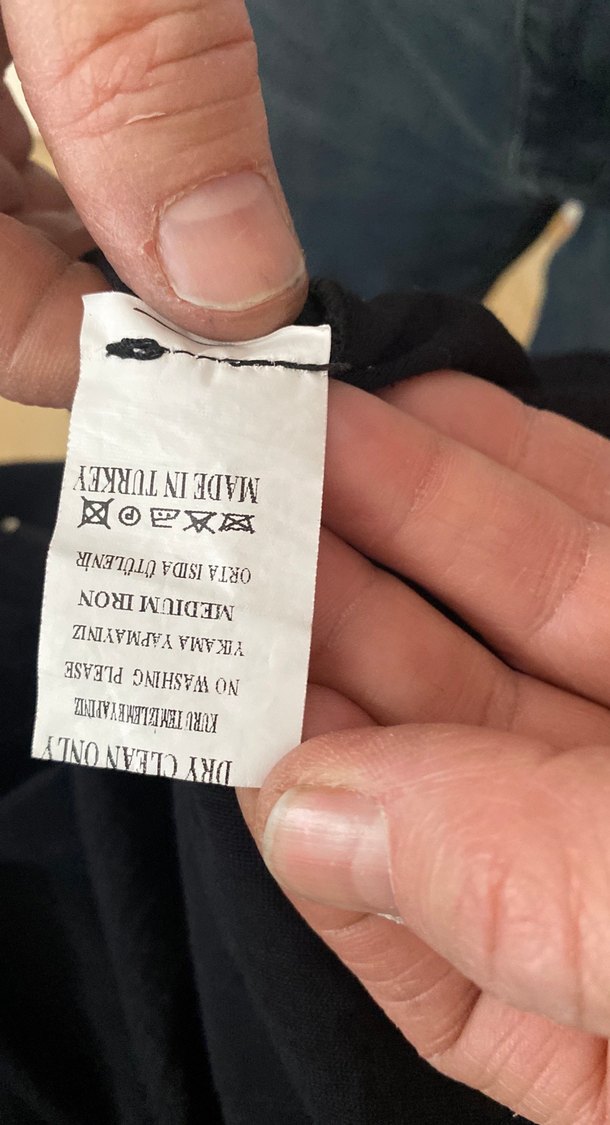 DRY CLEAN ONLY
KURU TEMİZLEME YAPINIZ
NO WASHING PLEASE
YIKAMA YAPMAYINIZ
MEDIUM IRON
ORTA ISIDA ÜTÜLENİR
P
MADE IN TURKEY